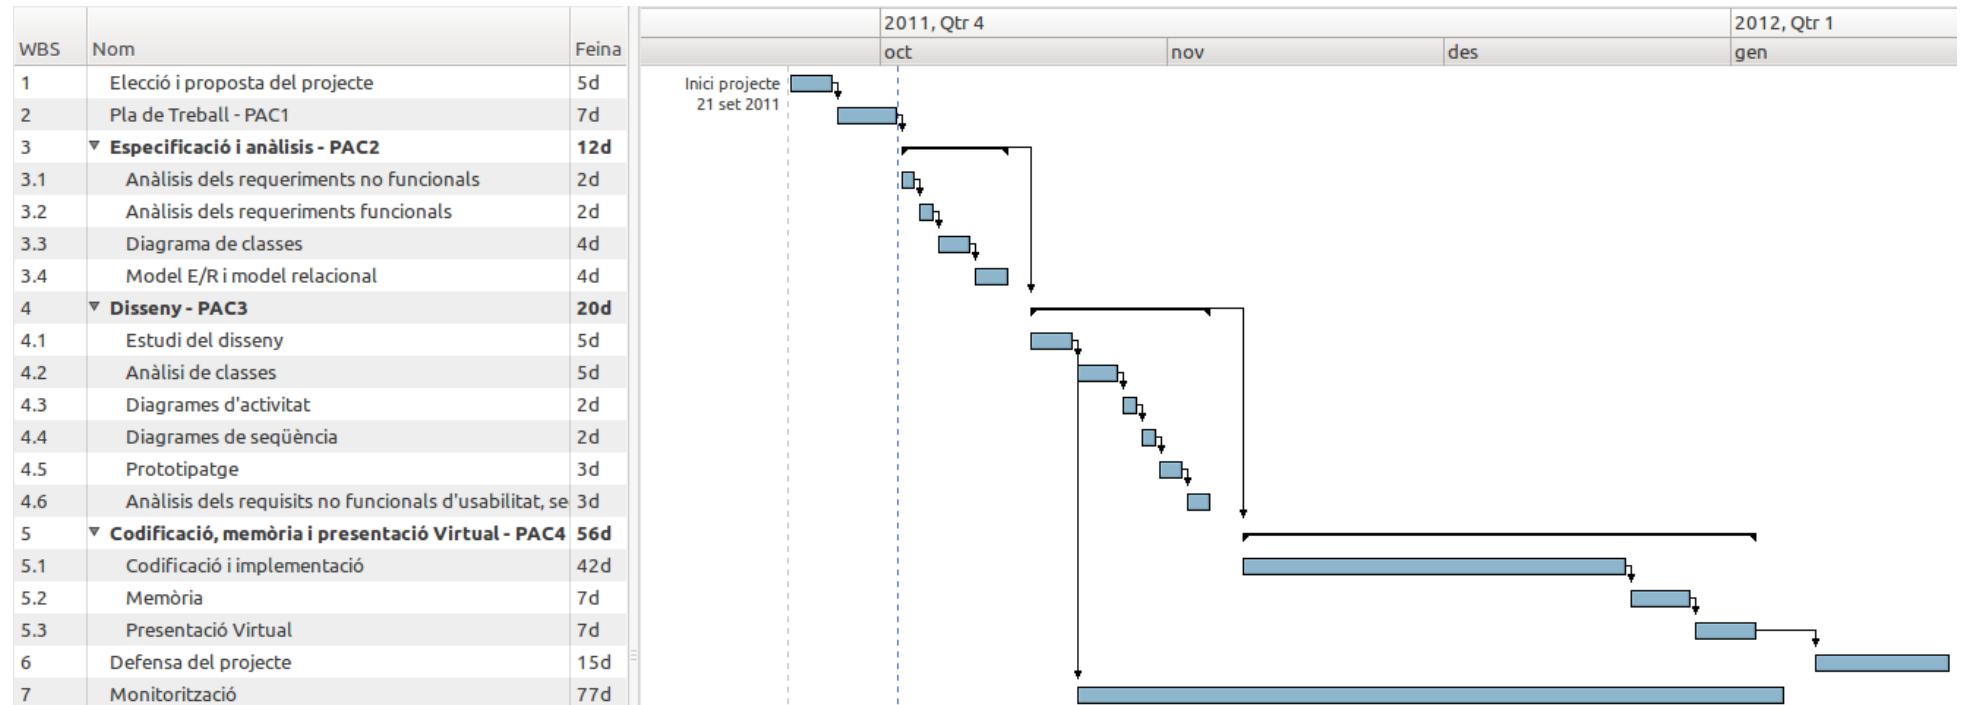 2011, Qtr 4 2012, Qtr 1
WBS Nom Feina oct nov des gen
1 Elecció i proposta del projecte 5d
Inici projecte
21 set 2011
2 Pla de Treball - PAC1 7d
3 Especificació i anàlisis - PAC2 12d
3.1 Anàlisis dels requeriments no funcionals 2d
3.2 Anàlisis dels requeriments funcionals 2d
3.3 Diagrama de classes 4d
3.4 Model E/R i model relacional 4d
4 Disseny - PAC3 20d
4.1 Estudi del disseny 5d
4.2 Anàlisi de classes 5d
4.3 Diagrames d'activitat 2d
4.4 Diagrames de seqüència 2d
4.5 Prototipatge 3d
4.6 Anàlisis dels requisits no funcionals d'usabilitat, se 3d
5 Codificació, memòria i presentació Virtual - PAC4 56d
5.1 Codificació i implementació 42d
5.2 Memòria 7d
5.3 Presentació Virtual 7d
6 Defensa del projecte 15d
7 Monitorització 77d